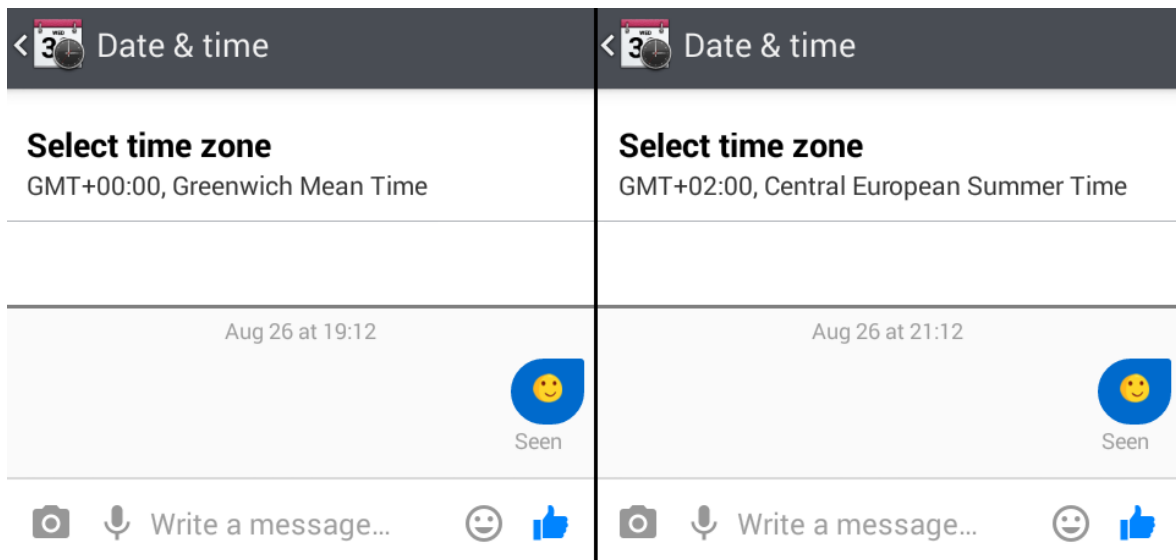 Date & time
Select time zone
GMT+00:00, Greenwich Mean Time
Aug 26 at 19:12
Seen
Write a message...
Date & time
Select time zone
GMT+02:00, Central European Summer Time
Aug 26 at 21:12
Seen
Write a message...